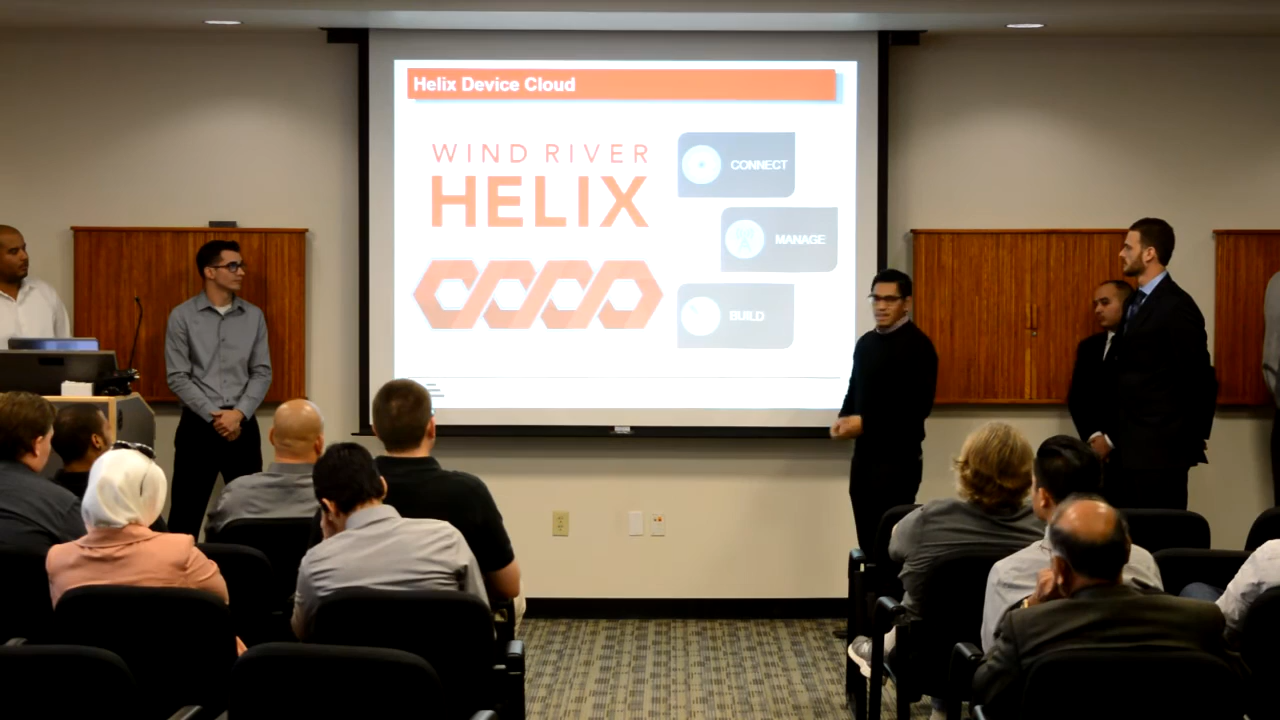 Helix Device Cloud
WIND RIVER
HELIX
CONNECT
MANAGE
BUILD